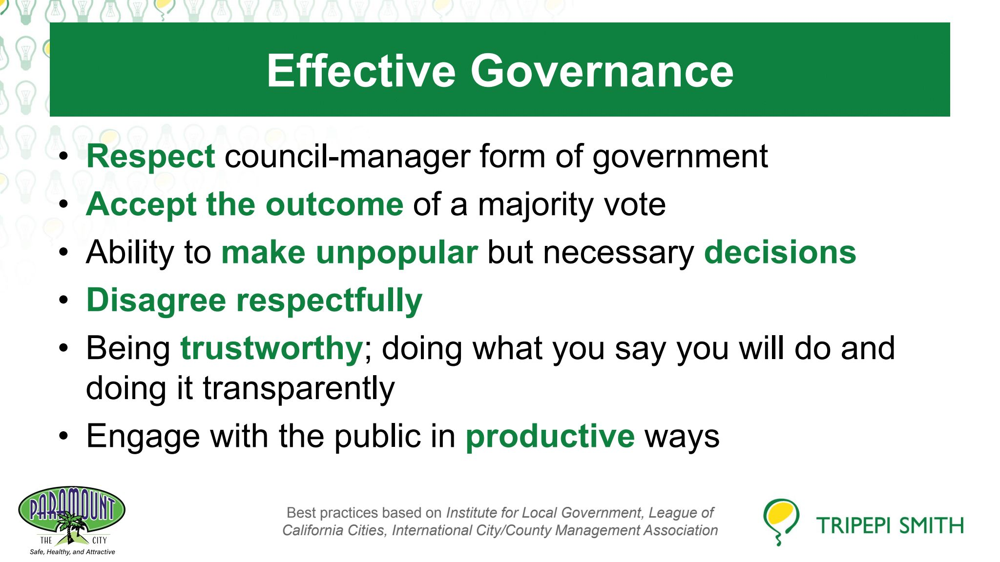 Effective Governance
• Respect council-manager form of government
• Accept the outcome of a majority vote
• Ability to make unpopular but necessary decisions
• Disagree respectfully
• Being trustworthy; doing what you say you will do and
doing it transparently
• Engage with the public in productive ways
PARAMOUNT
THE CITY
Safe, Healthy, and Attractive
Best practices based on Institute for Local Government, League of
California Cities, International City/County Management Association
TRIPEPI SMITH